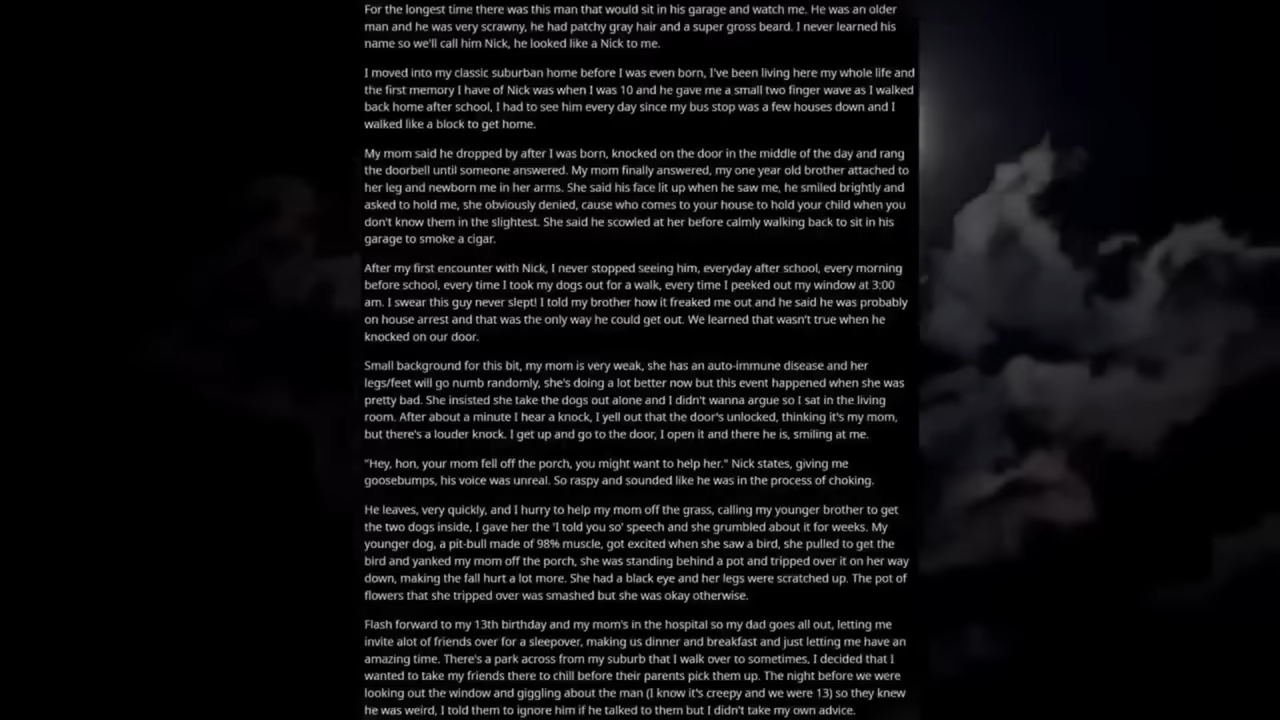 For the longest time there was this man that would sit in his garage and watch me. He was an older
man and he was very scrawny, he had patchy gray hair and a super gross beard. I never learned his
name so we'll call him Nick, he looked like a Nick to me.
I moved into my classic suburban home before I was even born, I've been living here my whole life and
the first memory I have of Nick was when I was 10 and he gave me a small two finger wave as I walked
back home after school, I had to see him every day since my bus stop was a few houses down and I
walked like a block to get home.
My mom said he dropped by after I was born, knocked on the door in the middle of the day and rang
the doorbell until someone answered. My mom finally answered, my one year old brother attached to
her leg and newborn me in her arms. She said his face lit up when he saw me, he smiled brightly and
asked to hold me, she obviously denied, cause who comes to your house to hold your child when you
don't know them in the slightest. She said he scowled at her before calmly walking back to sit in his
garage to smoke a cigar.
After my first encounter with Nick, I never stopped seeing him, everyday after school, every morning
before school, every time I took my dogs out for a walk, every time I peeked out my window at 3:00
am. I swear this guy never slept! I told my brother how it freaked me out and he said he was probably
on house arrest and that was the only way he could get out. We learned that wasn't true when he
knocked on our door.
Small background for this bit, my mom is very weak, she has an auto-immune disease and her
legs/feet will go numb randomly, she's doing a lot better now but this event happened when she was
pretty bad. She insisted she take the dogs out alone and I didn't wanna argue so I sat in the living
room. After about a minute I hear a knock, I yell out that the door's unlocked, thinking it's my mom,
but there's a louder knock. I get up and go to the door, I open it and there he is, smiling at me.
"Hey, hon, your mom fell off the porch, you might want to help her." Nick states, giving me
goosebumps, his voice was unreal. So raspy and sounded like he was in the process of choking.
He leaves, very quickly, and I hurry to help my mom off the grass, calling my younger brother to get
the two dogs inside, I gave her the 'I told you so' speech and she grumbled about it for weeks. My
younger dog, a pit-bull made of 98% muscle, got excited when she saw a bird, she pulled to get the
bird and yanked my mom off the porch, she was standing behind a pot and tripped over it on her way
down, making the fall hurt a lot more. She had a black eye and her legs were scratched up. The pot of
flowers that she tripped over was smashed but she was okay otherwise.
Flash forward to my 13th birthday and my mom's in the hospital so my dad goes all out, letting me
invite alot of friends over for a sleepover, making us dinner and breakfast and just letting me have an
amazing time. There's a park across from my suburb that I walk over to sometimes, I decided that I
wanted to take my friends there to chill before their parents pick them up. The night before we were
looking out the window and giggling about the man (I know it's creepy and we were 13) so they knew
he was weird, I told them to ignore him if he talked to them but I didn't take my own advice.